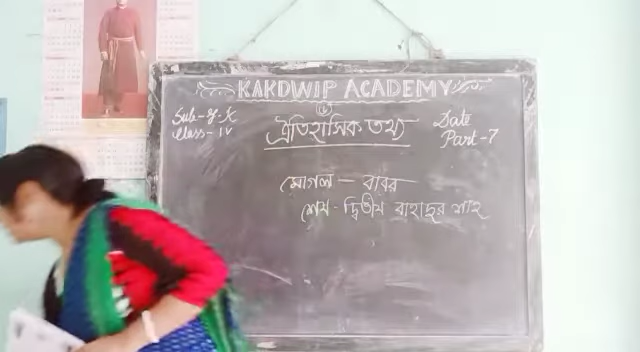 KAKDWIP ACADEMY
Sub- G.K
Class- IV
Date
Part-7
ঐতিহাসিক তথ্য
মোগল — বাবর
শেষ - দ্বিতীয় বাহাদুর শাহ